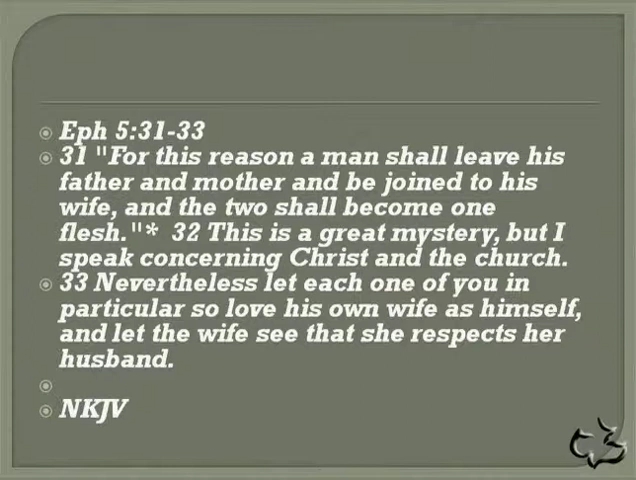 Eph 5:31-33
31 "For this reason a man shall leave his
father and mother and be joined to his
wife, and the two shall become one
flesh."* 32 This is a great mystery, but I
speak concerning Christ and the church.
33 Nevertheless let each one of you in
particular so love his own wife as himself,
and let the wife see that she respects her
husband.
NKJV